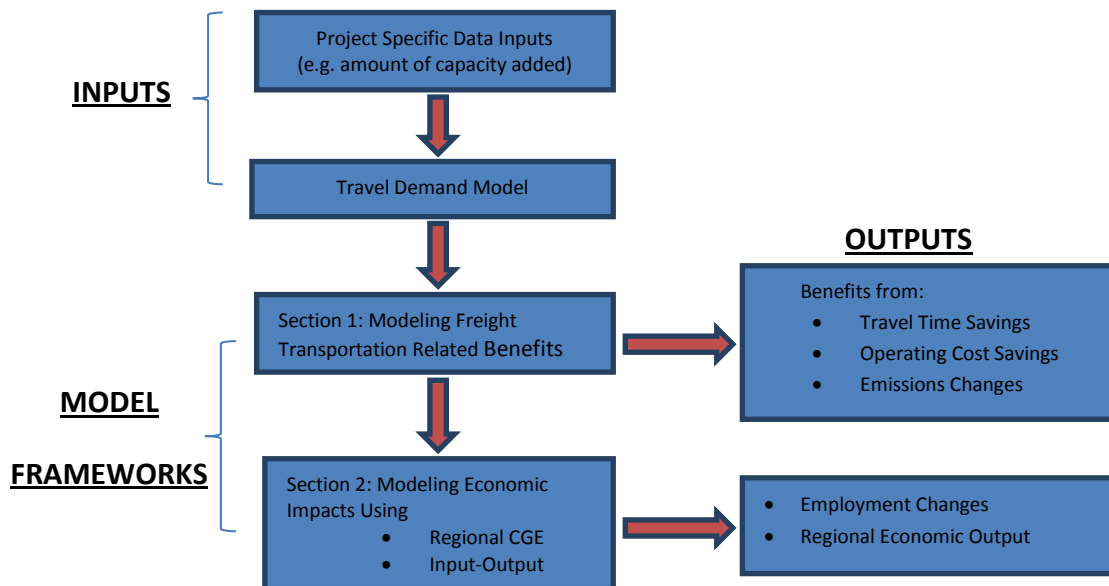 Project Specific Data Inputs
(e.g. amount of capacity added)
INPUTS
Travel Demand Model
OUTPUTS
Section 1: Modeling Freight
Transportation Related Benefits
Benefits from:
• Travel Time Savings
• Operating Cost Savings
• Emissions Changes
MODEL
FRAMEWORKS
Section 2: Modeling Economic
Impacts Using
• Regional CGE
• Input-Output
• Employment Changes
• Regional Economic Output